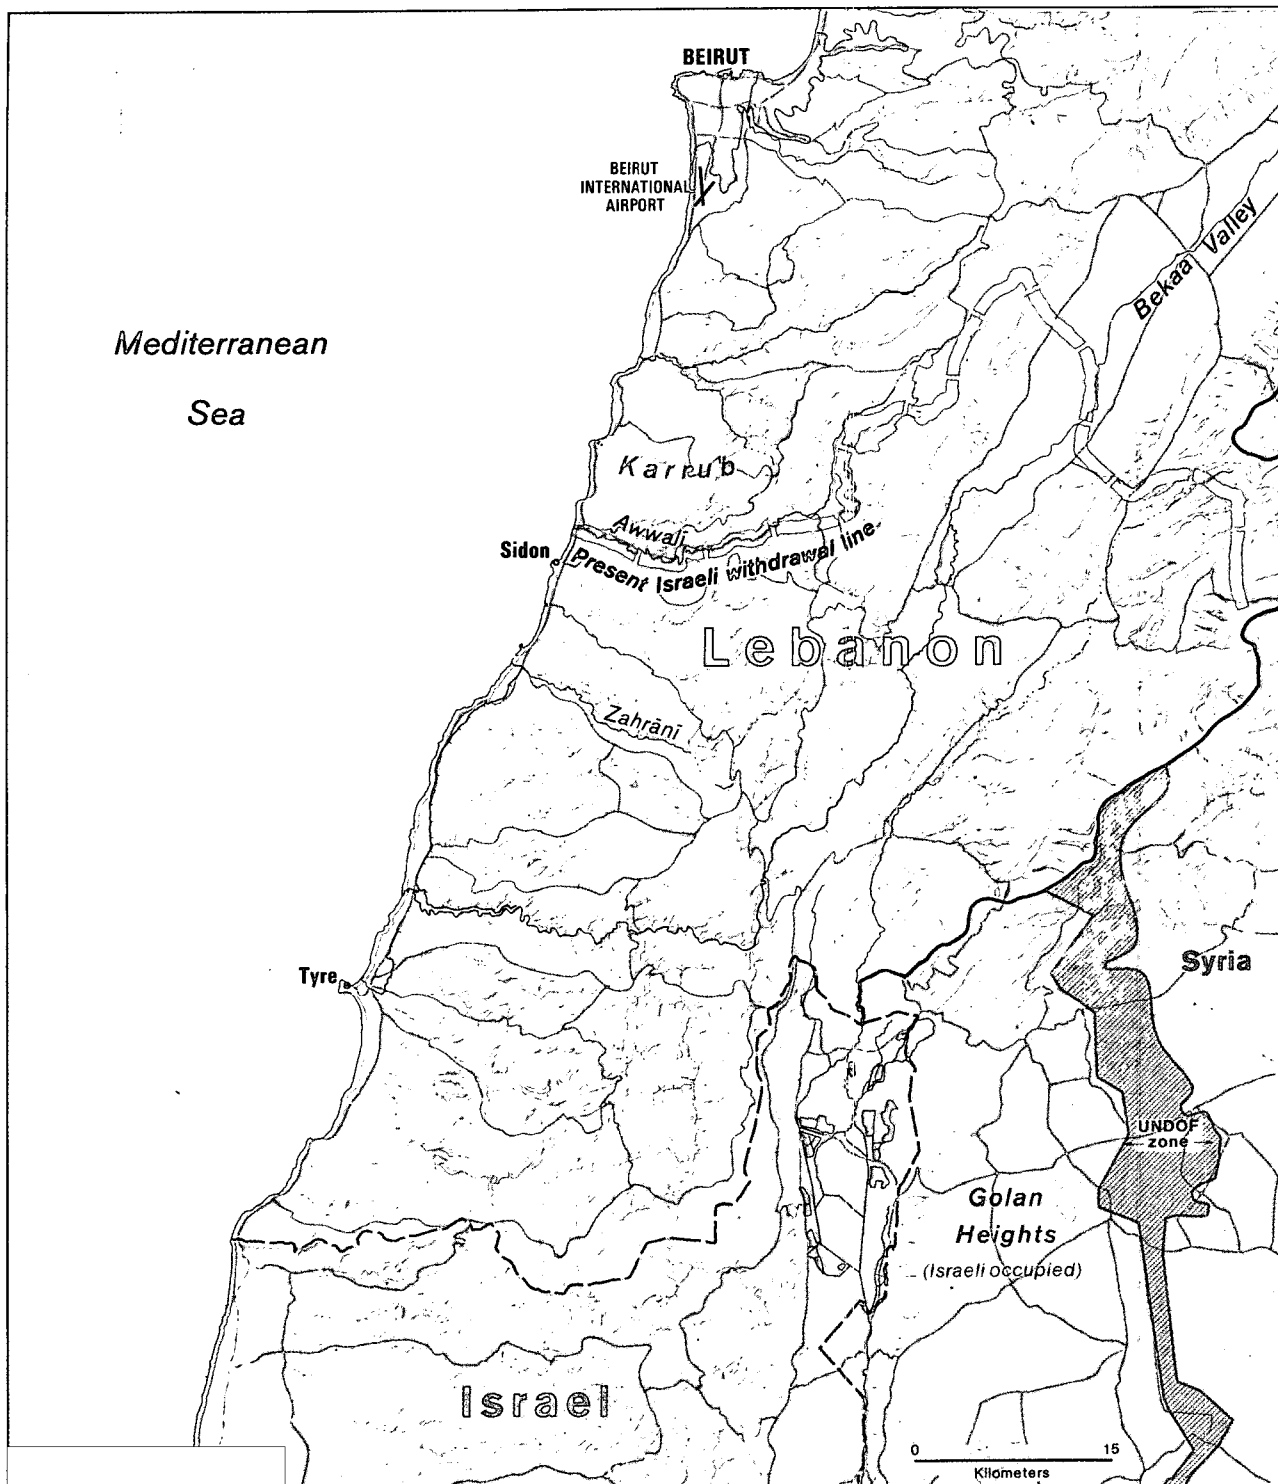 BEIRUT
BEIRUT
INTERNATIONAL
AIRPORT
Bekaa Valley
Mediterranean
Sea
Karrūb
Awwali
Sidon
Present Israeli withdrawal line
Lebanon
Zahrānī
Tyre
Syria
UNDOF
zone
Golan
Heights
(Israeli occupied)
Israel
0 15
Kilometers